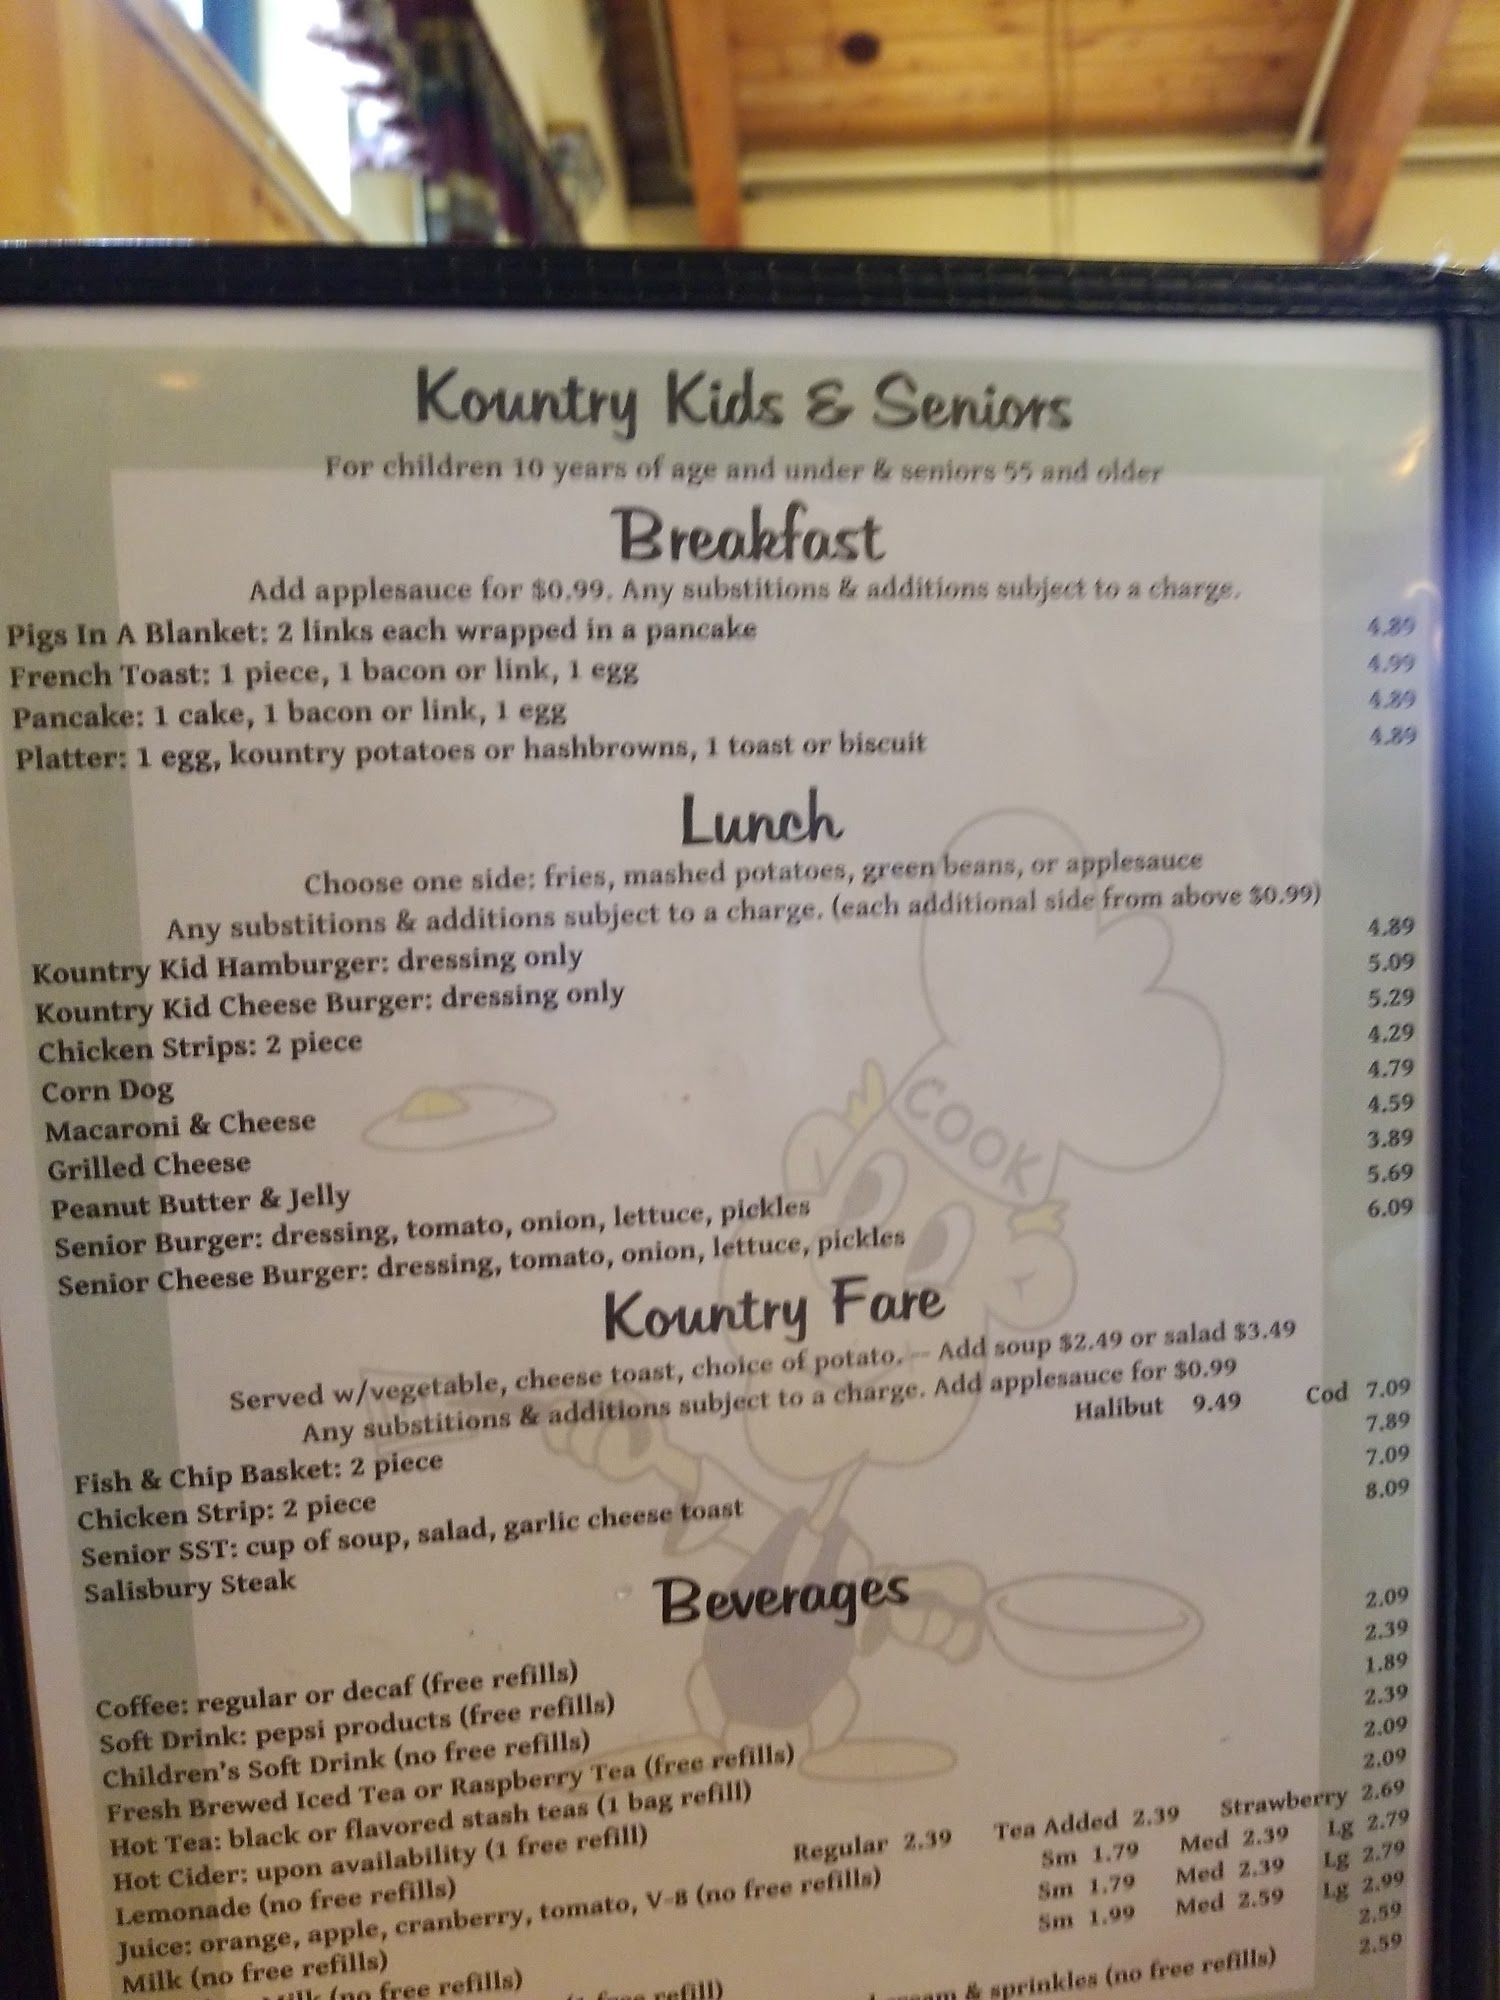 Kountry Kids & Seniors
For children 10 years of age and under & seniors 55 and older
Breakfast
Add applesauce for $0.99. Any substitions & additions subject to a charge.
Pigs In A Blanket: 2 links each wrapped in a pancake 4.89
French Toast: 1 piece, 1 bacon or link, 1 egg 4.99
Pancake: 1 cake, 1 bacon or link, 1 egg 4.89
Platter: 1 egg, kountry potatoes or hashbrowns, 1 toast or biscuit 4.89
Lunch
Choose one side: fries, mashed potatoes, green beans, or applesauce
Any substitions & additions subject to a charge. (each additional side from above $0.99)
Kountry Kid Hamburger: dressing only 4.89
Kountry Kid Cheese Burger: dressing only 5.09
Chicken Strips: 2 piece 5.29
Corn Dog 4.29
Macaroni & Cheese 4.79
Grilled Cheese 4.59
Peanut Butter & Jelly 3.89
Senior Burger: dressing, tomato, onion, lettuce, pickles 5.69
Senior Cheese Burger: dressing, tomato, onion, lettuce, pickles 6.09
COOK
Kountry Fare
Served w/vegetable, cheese toast, choice of potato. -- Add soup $2.49 or salad $3.49
Any substitions & additions subject to a charge. Add applesauce for $0.99
Fish & Chip Basket: 2 piece Halibut 9.49 Cod 7.09
Chicken Strip: 2 piece 7.89
Senior SST: cup of soup, salad, garlic cheese toast 7.09
Salisbury Steak 8.09
Beverages
Coffee: regular or decaf (free refills) 2.09
Soft Drink: pepsi products (free refills) 2.39
Children's Soft Drink (no free refills) 1.89
Fresh Brewed Iced Tea or Raspberry Tea (free refills) 2.39
Hot Tea: black or flavored stash teas (1 bag refill) 2.09
Hot Cider: upon availability (1 free refill) 2.09
Lemonade (no free refills) Regular 2.39 Tea Added 2.39 Strawberry 2.69
Juice: orange, apple, cranberry, tomato, V-8 (no free refills) Sm 1.79 Med 2.39 Lg 2.79
Milk (no free refills) Sm 1.79 Med 2.39 Lg 2.79
(no free refills) Sm 1.99 Med 2.59 Lg 2.99
refill) & sprinkles (no free refills) 2.59
2.59